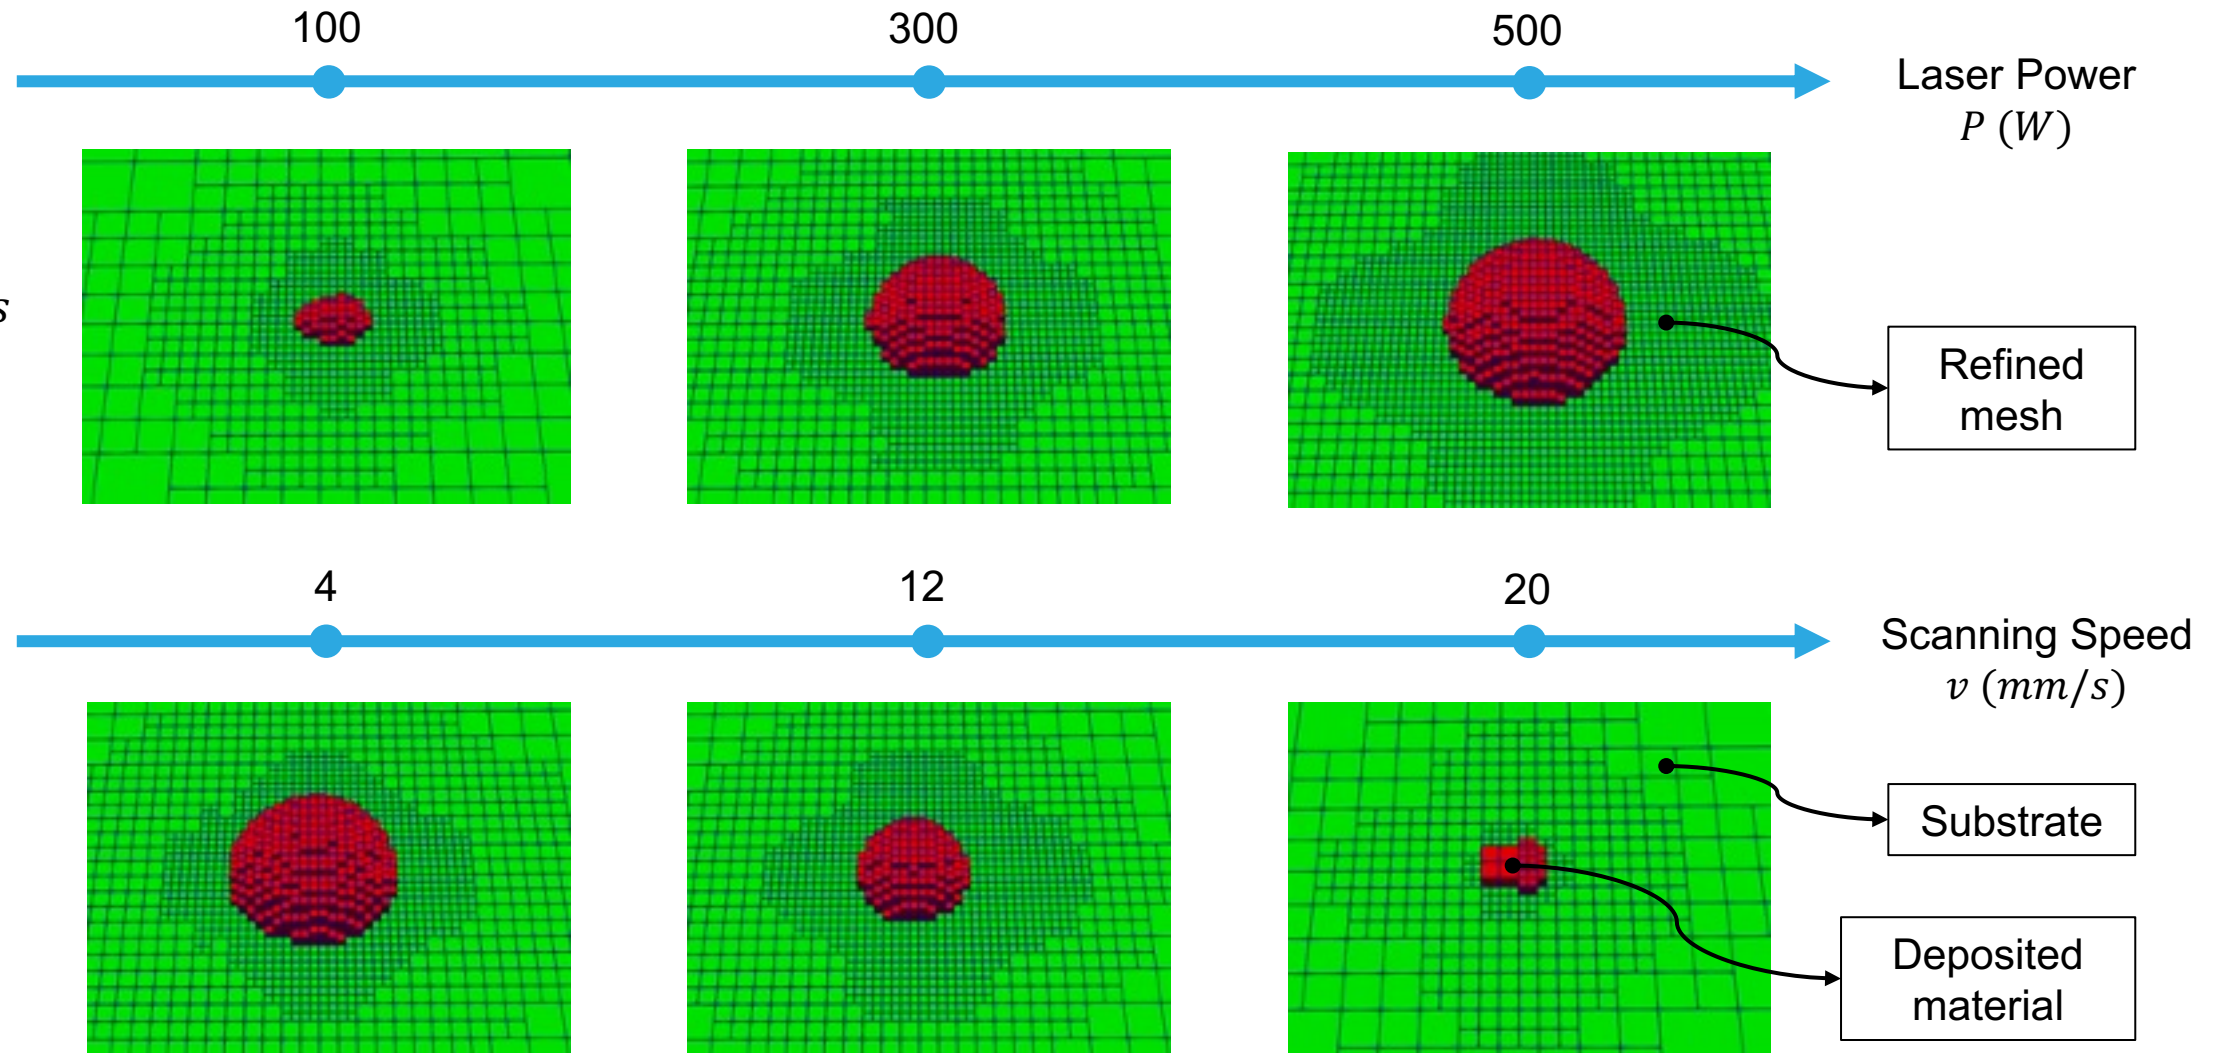 100
300
500
Laser Power
P (W)
s
Refined
mesh
4
12
20
Scanning Speed
v (mm/s)
Substrate
Deposited
material